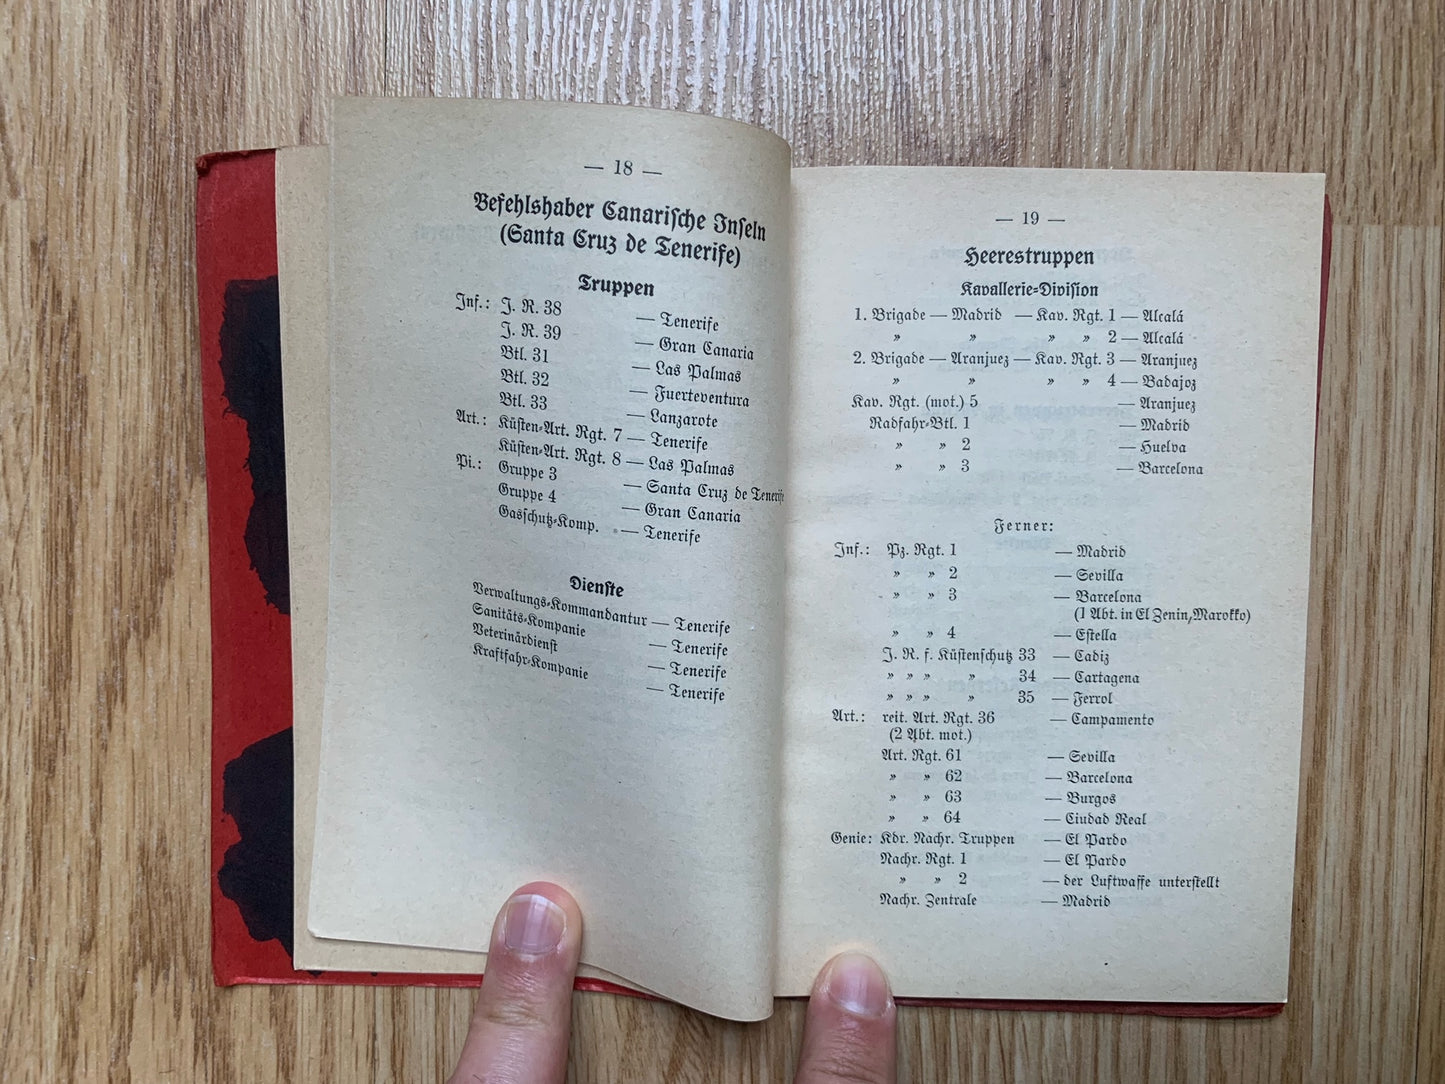 — 18 —
Befehlshaber Canarische Inseln
(Santa Cruz de Tenerife)
Truppen
Inf.: J. R. 38 — Tenerife
J. R. 39 — Gran Canaria
Btl. 31 — Las Palmas
Btl. 32 — Fuerteventura
Btl. 33 — Lanzarote
Art.: Küsten-Art. Rgt. 7 — Tenerife
Küsten-Art. Rgt. 8 — Las Palmas
Pi.: Gruppe 3 — Santa Cruz de Tenerife
Gruppe 4 — Gran Canaria
Gasschutz-Komp. — Tenerife
Dienste
Verwaltungs-Kommandantur — Tenerife
Sanitäts-Kompanie — Tenerife
Veterinärdienst — Tenerife
Kraftfahr-Kompanie — Tenerife
— 19 —
Heerestruppen
Kavallerie-Division
1. Brigade — Madrid — Kav. Rgt. 1 — Alcalá
" " " " 2 — Alcalá
2. Brigade — Aranjuez — Kav. Rgt. 3 — Aranjuez
" " " " 4 — Badajoz
Kav. Rgt. (mot.) 5 — Aranjuez
Radfahr-Btl. 1 — Madrid
" " 2 — Huelva
" " 3 — Barcelona
Ferner:
Inf.: Pz. Rgt. 1 — Madrid
" " 2 — Sevilla
" " 3 — Barcelona
(1 Abt. in El Zenin, Marokko)
" " 4 — Estella
J. R. f. Küstenschutz 33 — Cadiz
" " " " 34 — Cartagena
" " " " 35 — Ferrol
Art.: reit. Art. Rgt. 36 — Campamento
(2 Abt. mot.)
Art. Rgt. 61 — Sevilla
" " 62 — Barcelona
" " 63 — Burgos
" " 64 — Ciudad Real
Genie: Kdr. Nachr. Truppen — El Pardo
Nachr. Rgt. 1 — El Pardo
" " 2 — der Luftwaffe unterstellt
Nachr. Zentrale — Madrid